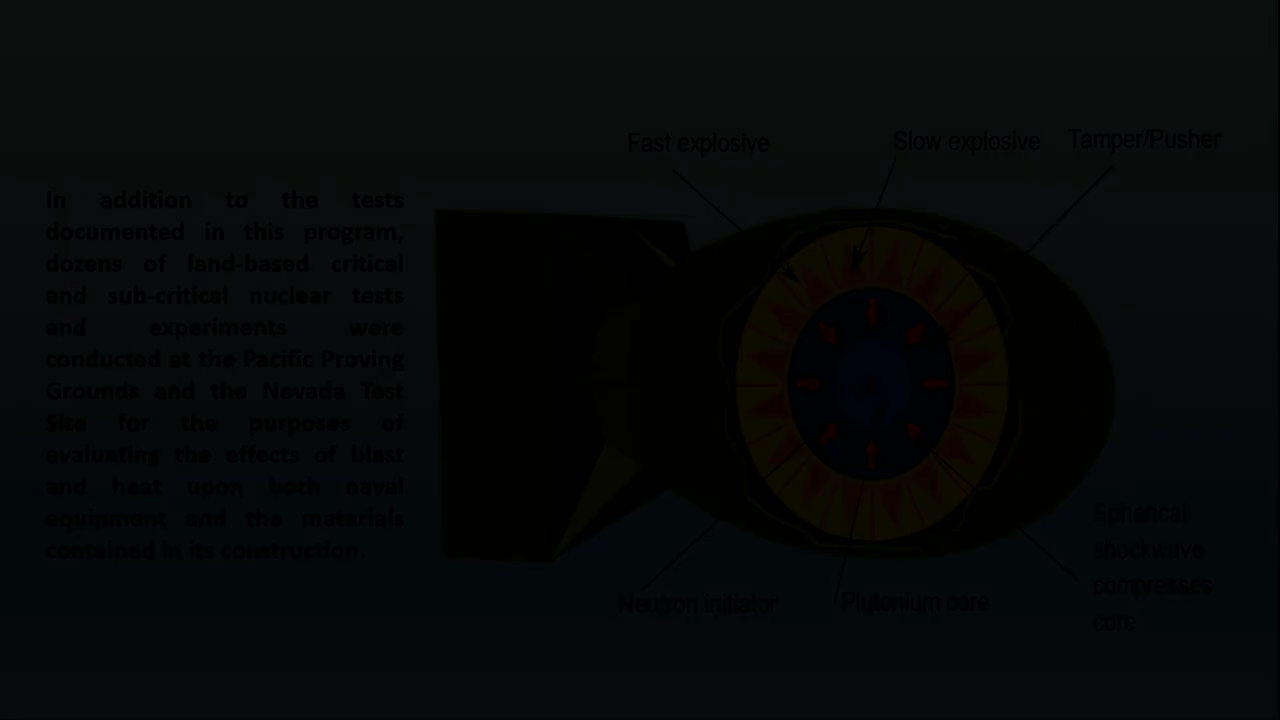 Fast explosive
Slow explosive
Tamper/Pusher
In addition to the tests
documented in this program,
dozens of land-based critical
and sub-critical nuclear tests
and experiments were
conducted at the Pacific Proving
Grounds and the Nevada Test
Site for the purposes of
evaluating the effects of blast
and heat upon both naval
equipment and the materials
contained in its construction.
Spherical
shockwave
compresses
core
Neutron initiator
Plutonium core